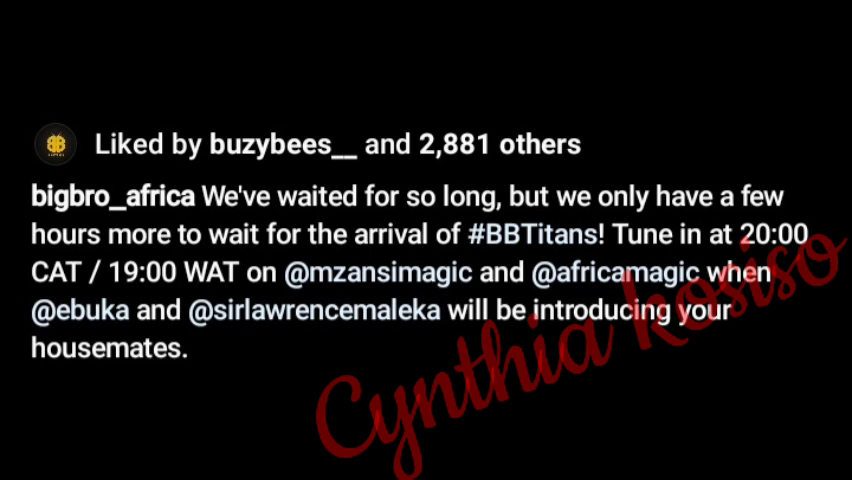 Liked by buzybees__ and 2,881 others
bigbro_africa We've waited for so long, but we only have a few
hours more to wait for the arrival of #BBTitans! Tune in at 20:00
CAT / 19:00 WAT on @mzansimagic and @africamagic when
@ebuka and @sirlawrencemaleka will be introducing your
housemates.
Cynthia kosiso